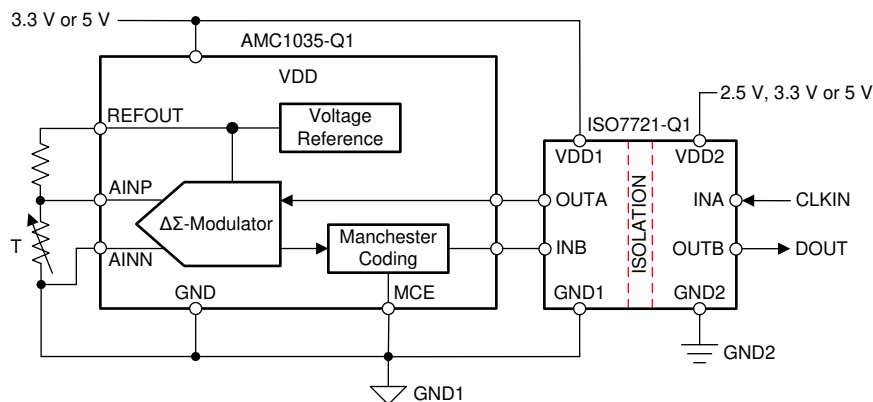 3.3 V or 5 V
AMC1035-Q1
VDD
REFOUT
Voltage
Reference
2.5 V, 3.3 V or 5 V
ISO7721-Q1
VDD1
VDD2
AINP
ΔΣ-Modulator
OUTA
ISOLATION
INA
CLKIN
T
AINN
Manchester
Coding
INB
OUTB
DOUT
GND
MCE
GND1
GND2
GND2
GND1